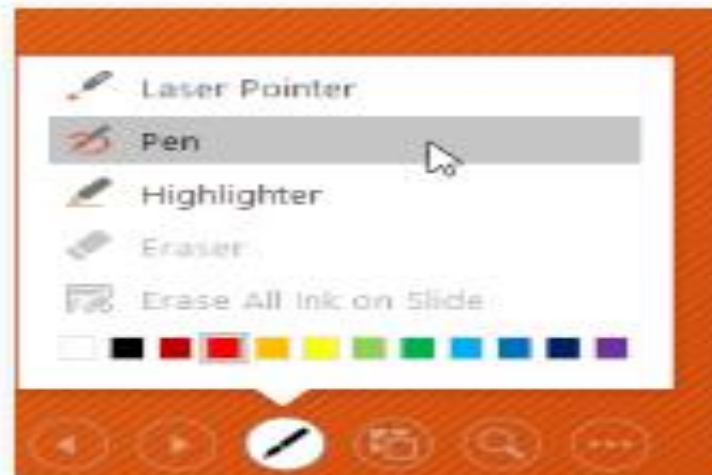 Laser Pointer
Pen
Highlighter
Eraser
Erase All Ink on Slide